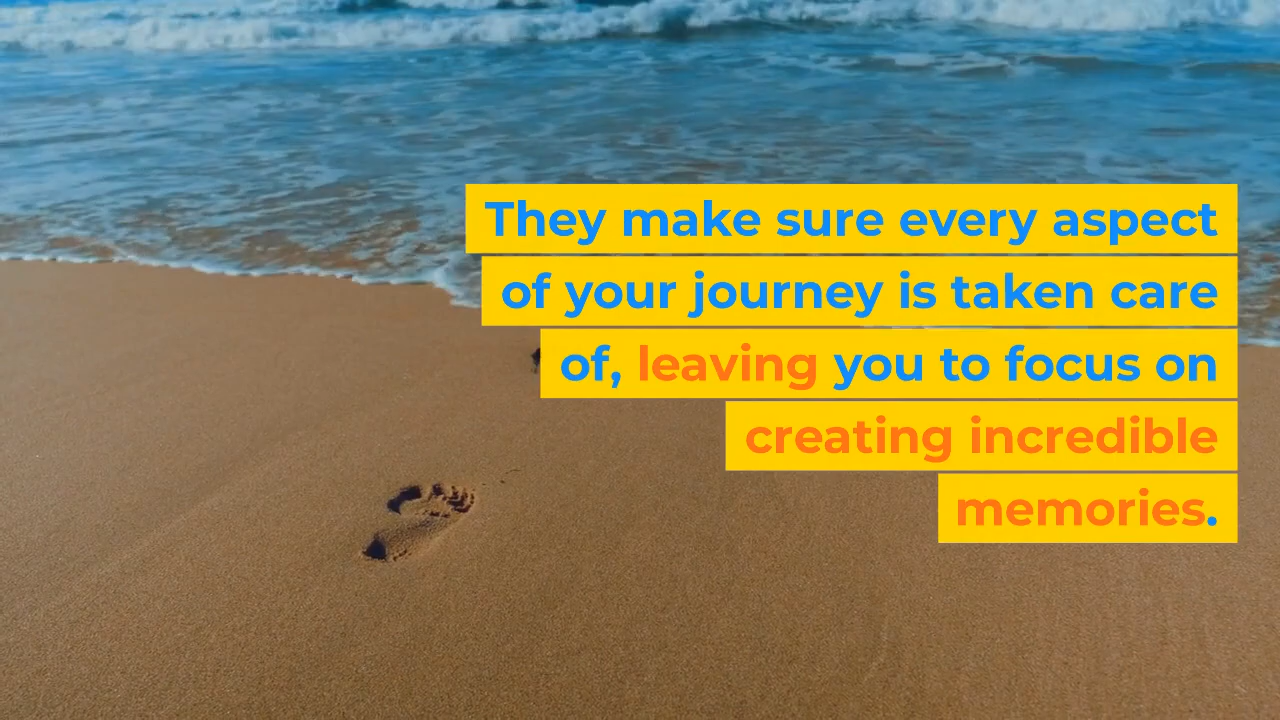 They make sure every aspect
of your journey is taken care
of, leaving you to focus on
creating incredible
memories.